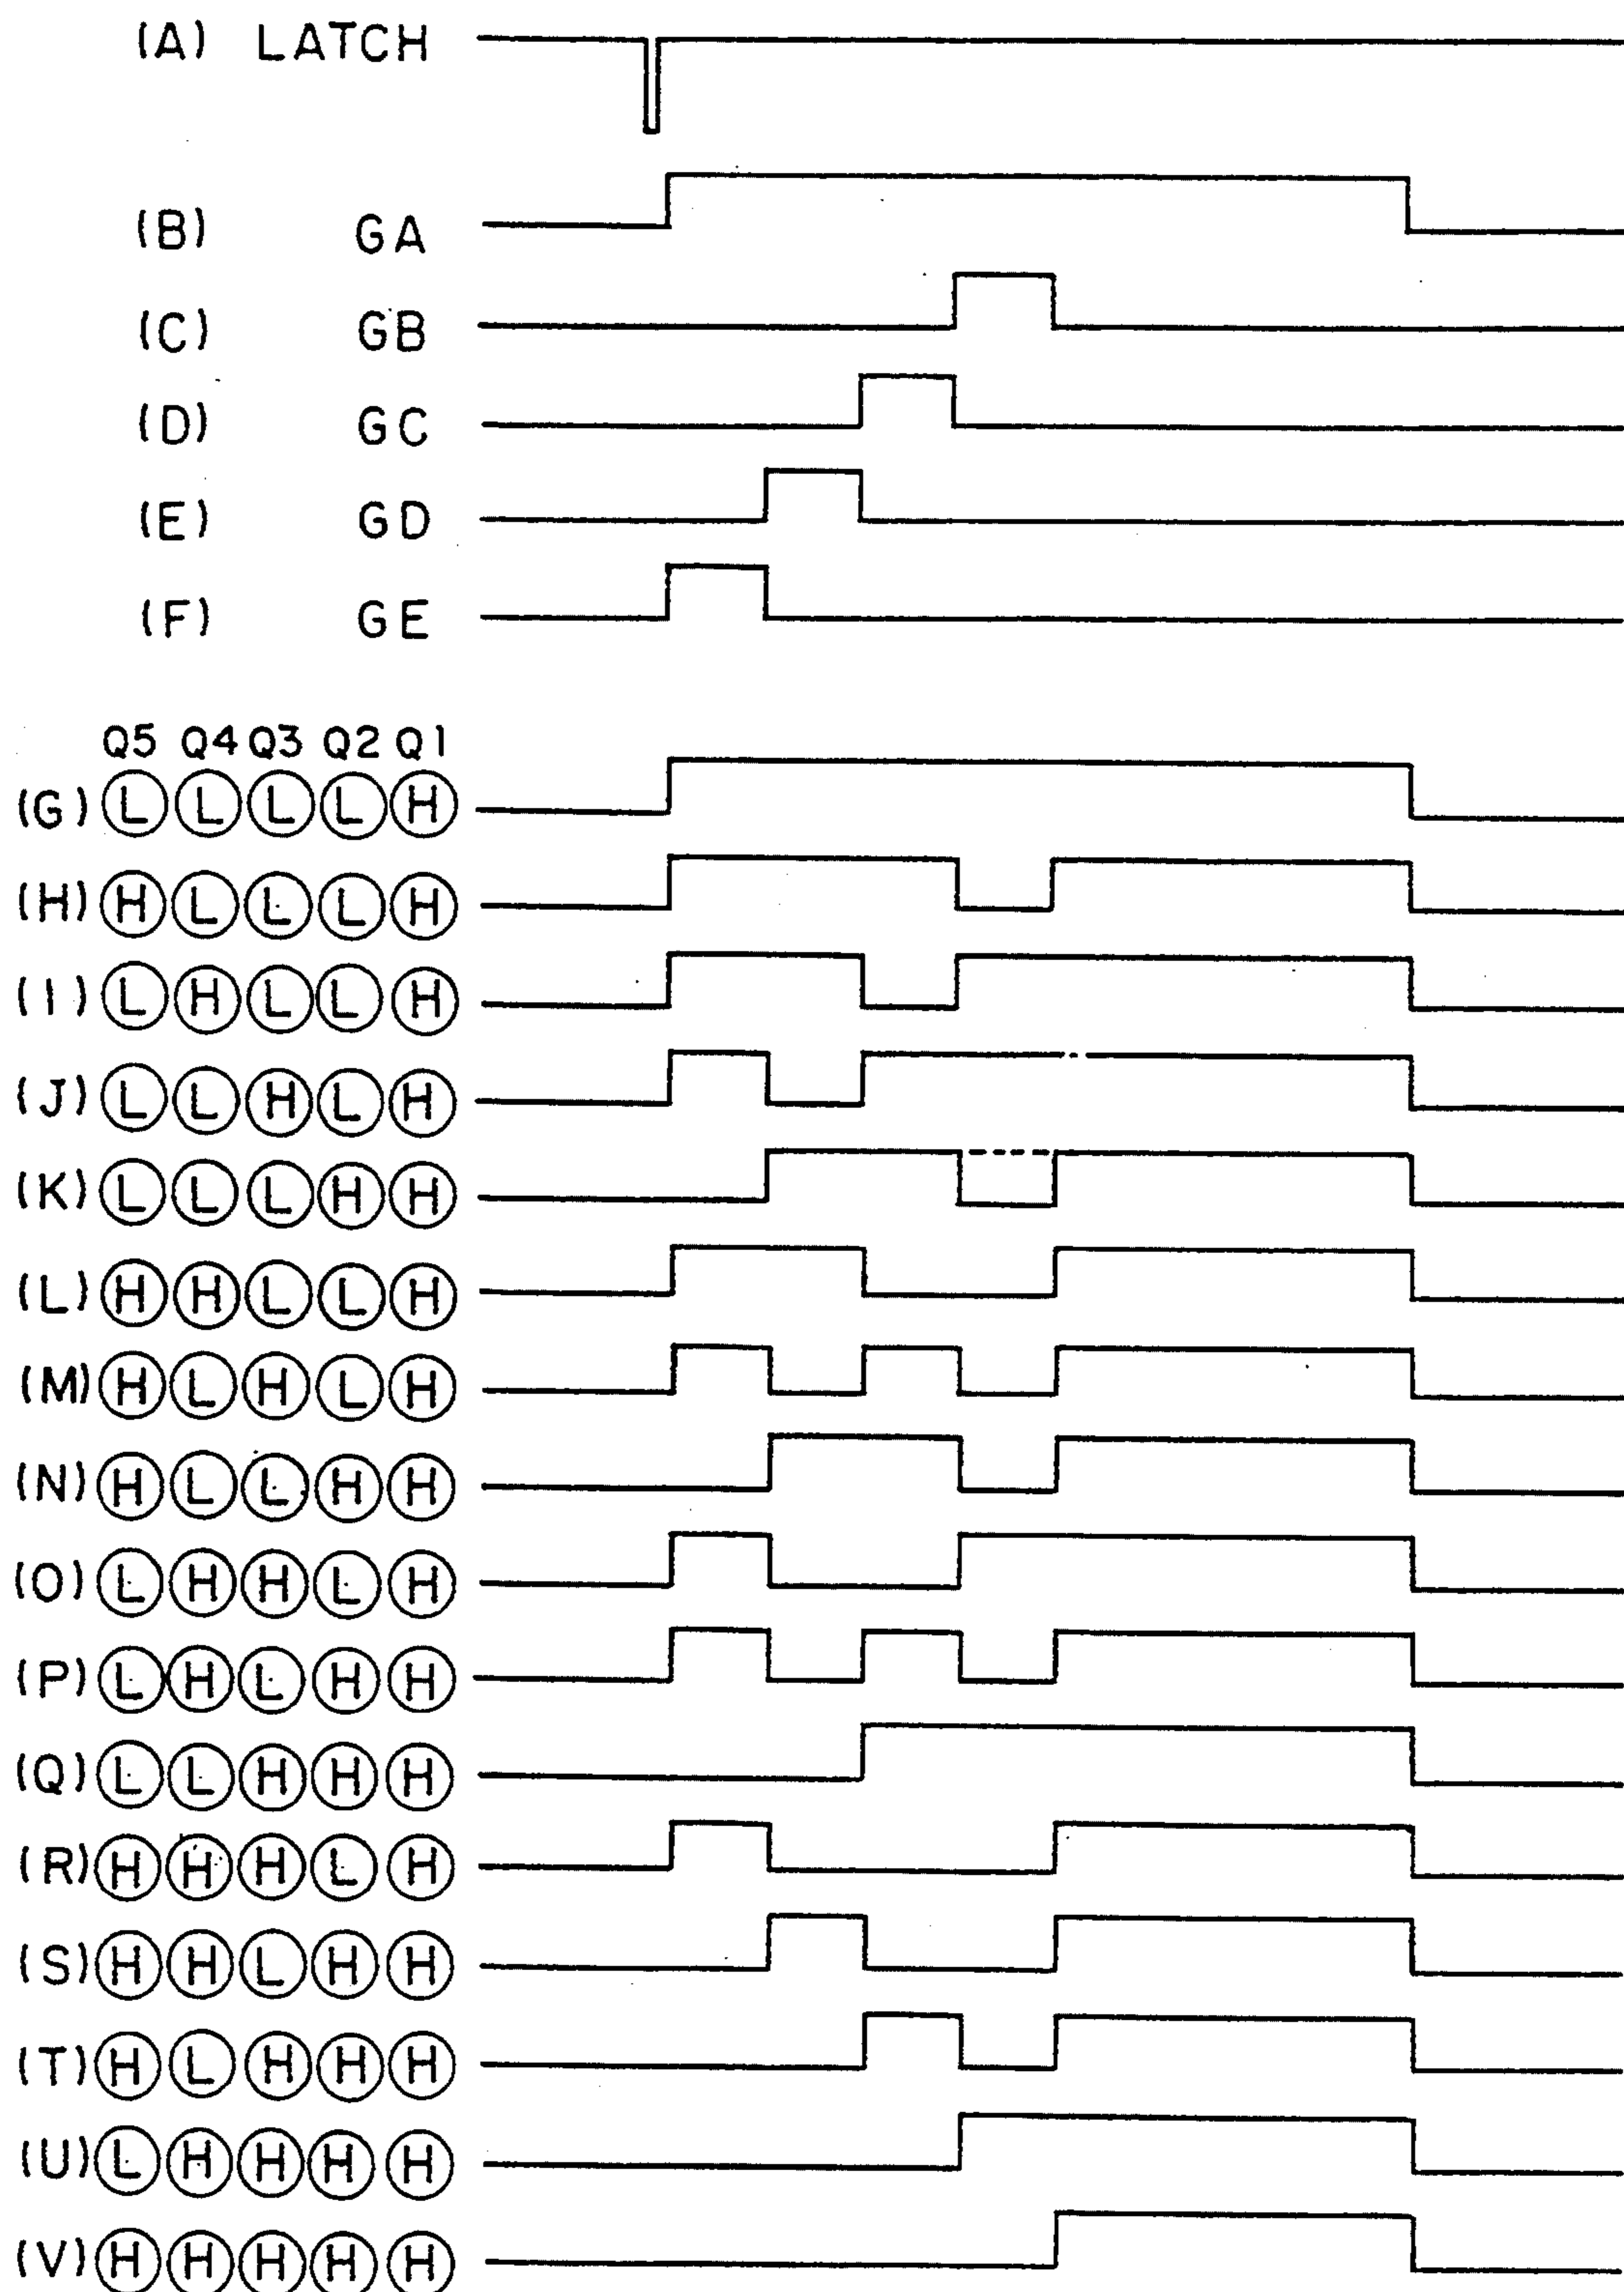 (A) LATCH
(B) GA
(C) GB
(D) GC
(E) GD
(F) GE
Q5 Q4 Q3 Q2 Q1
(G) L L L L H
(H) H L L L H
(I) L H L L H
(J) L L H L H
(K) L L L H H
(L) H H L L H
(M) H L H L H
(N) H L L H H
(O) L H H L H
(P) L H L H H
(Q) L L H H H
(R) H H H L H
(S) H H L H H
(T) H L H H H
(U) L H H H H
(V) H H H H H